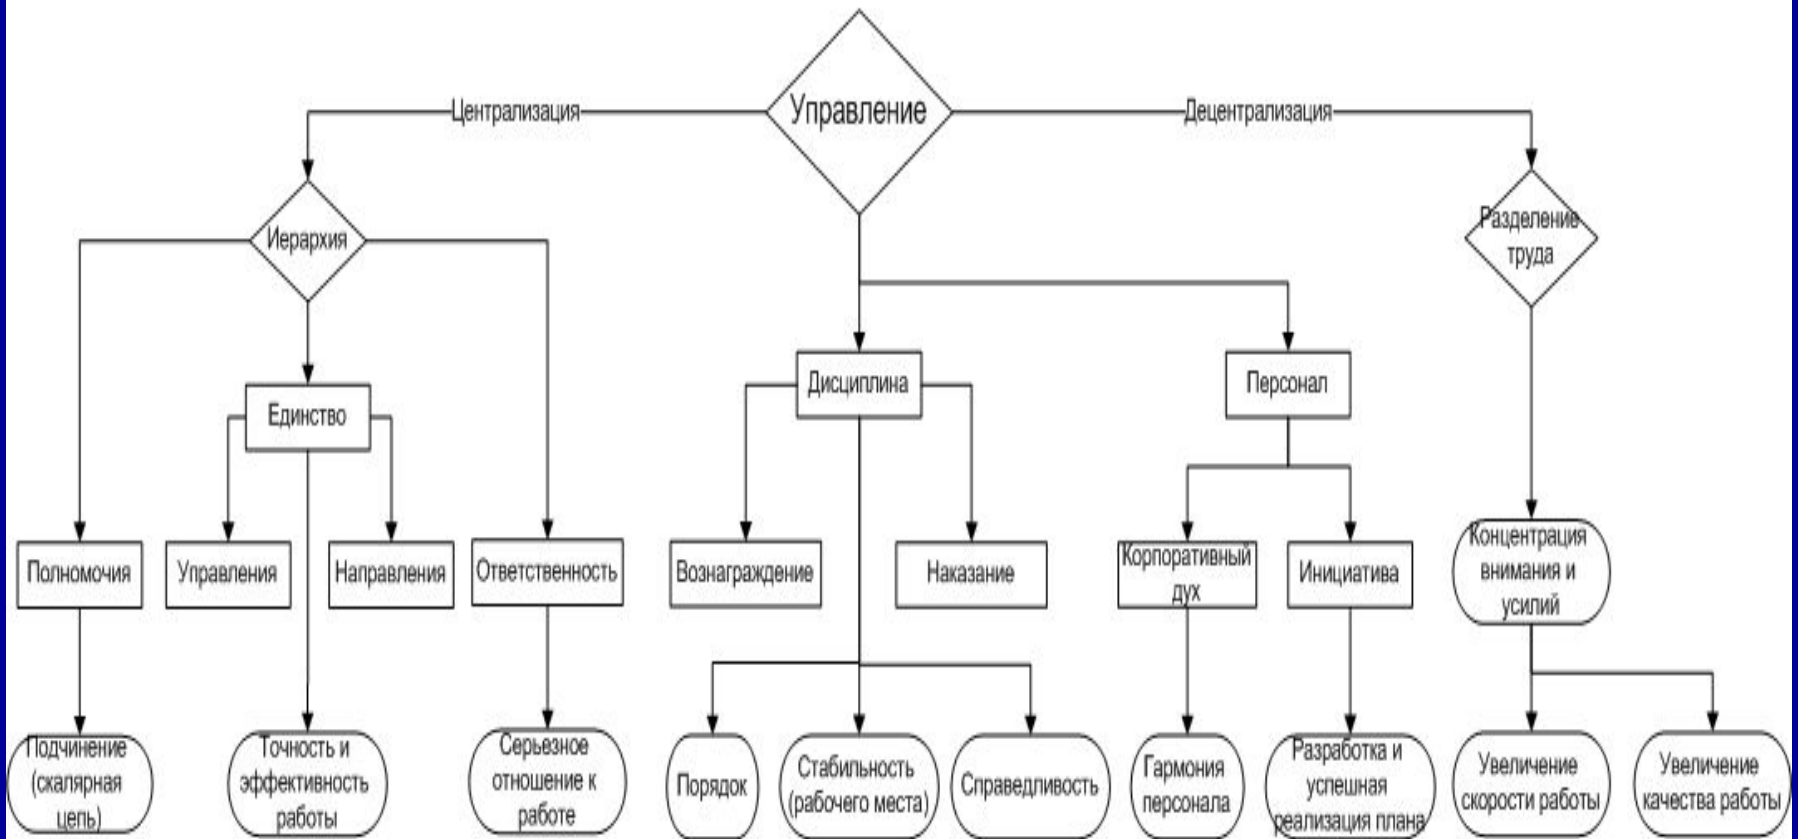 Управление
Централизация
Децентрализация
Иерархия
Разделение
труда
Единство
Дисциплина
Персонал
Полномочия
Управления
Направления
Ответственность
Вознаграждение
Наказание
Корпоративный
дух
Инициатива
Концентрация
внимания и
усилий
Подчинение
(скалярная
цепь)
Точность и
эффективность
работы
Серьезное
отношение к
работе
Порядок
Стабильность
(рабочего места)
Справедливость
Гармония
персонала
Разработка и
успешная
реализация плана
Увеличение
скорости работы
Увеличение
качества работы